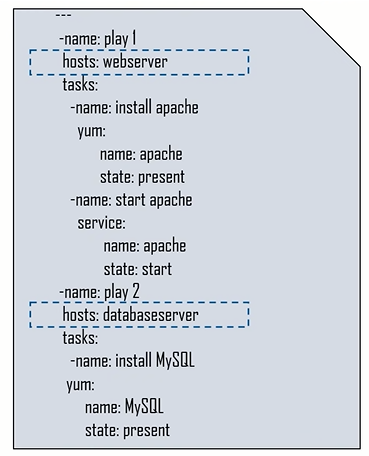 ---
-name: play 1
hosts: webserver
tasks:
-name: install apache
yum:
name: apache
state: present
-name: start apache
service:
name: apache
state: start
-name: play 2
hosts: databaseserver
tasks:
-name: install MySQL
yum:
name: MySQL
state: present